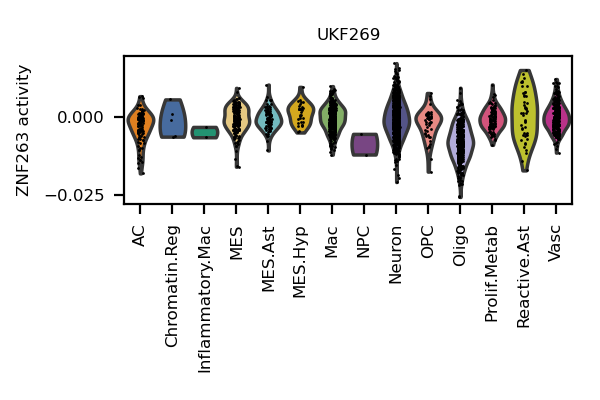 UKF269
ZNF263 activity
0.000
−0.025
AC
Chromatin.Reg
Inflammatory.Mac
MES
MES.Ast
MES.Hyp
Mac
NPC
Neuron
OPC
Oligo
Prolif.Metab
Reactive.Ast
Vasc